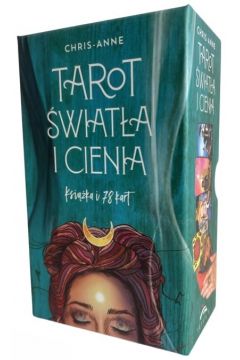 CHRIS-ANNE
TAROT
ŚWIATŁA
I CIENIA
Książka i 78 kart
CHRIS-ANNE
TAROT
ŚWIATŁA
I CIENIA